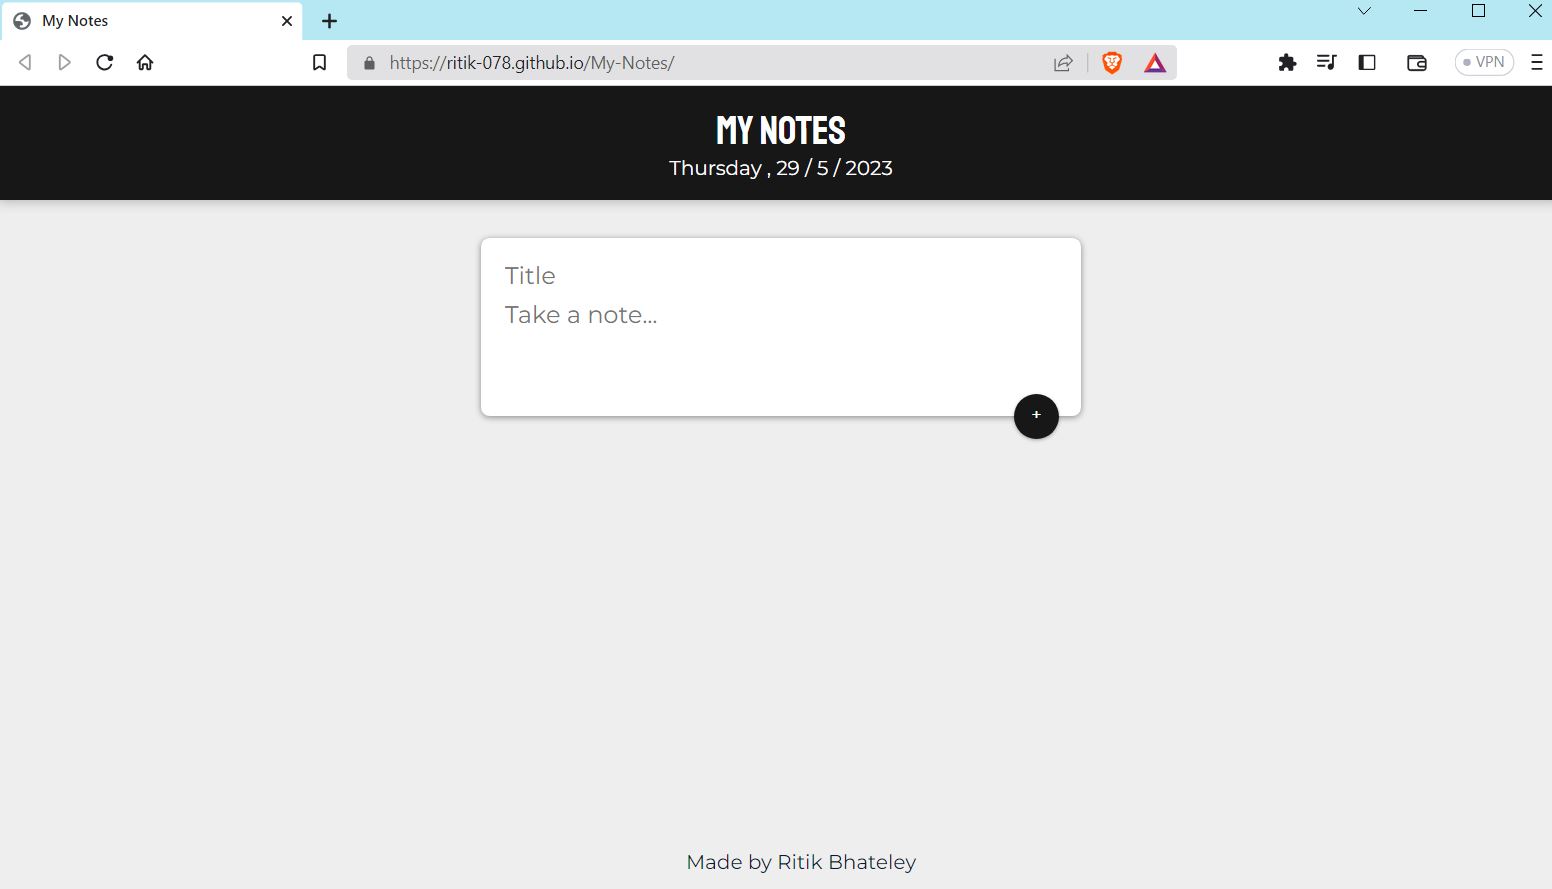 My Notes
https://ritik-078.github.io/My-Notes/
VPN
MY NOTES
Thursday , 29 / 5 / 2023
Title
Take a note...
+
Made by Ritik Bhateley